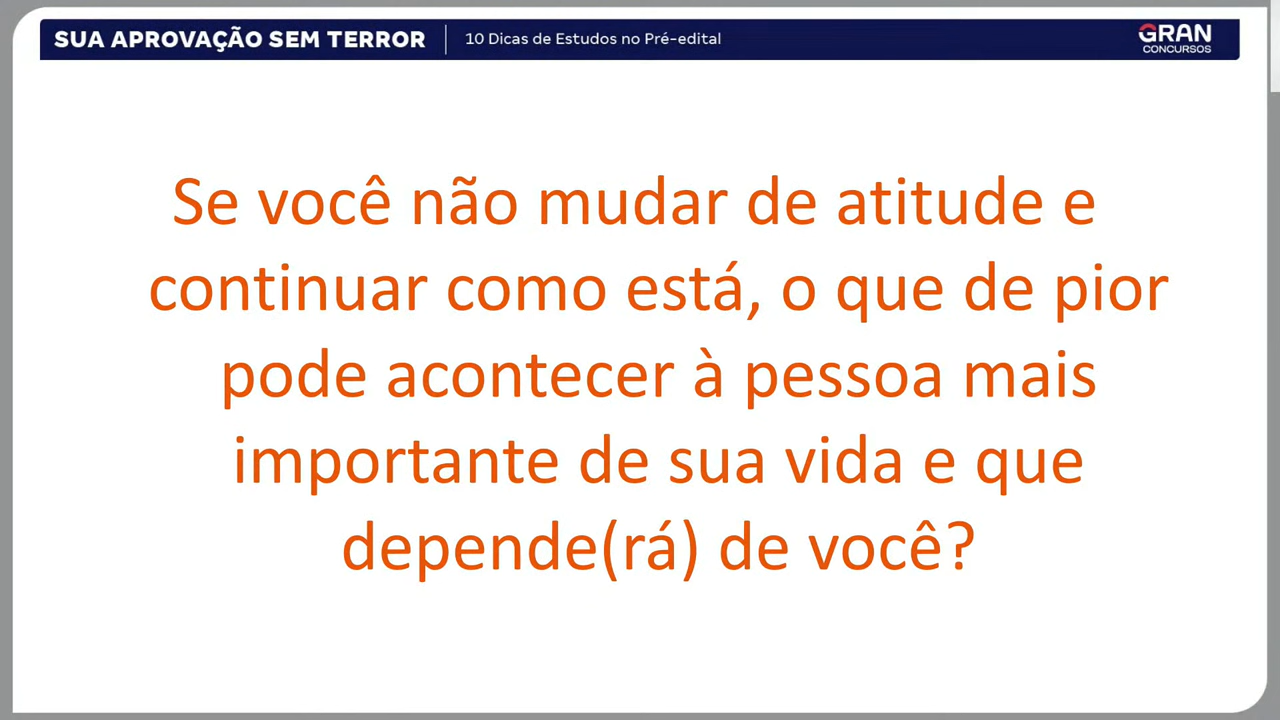 SUA APROVAÇÃO SEM TERROR
10 Dicas de Estudos no Pré-edital
GRAN
CONCURSOS
Se você não mudar de atitude e
continuar como está, o que de pior
pode acontecer à pessoa mais
importante de sua vida e que
depende(rá) de você?